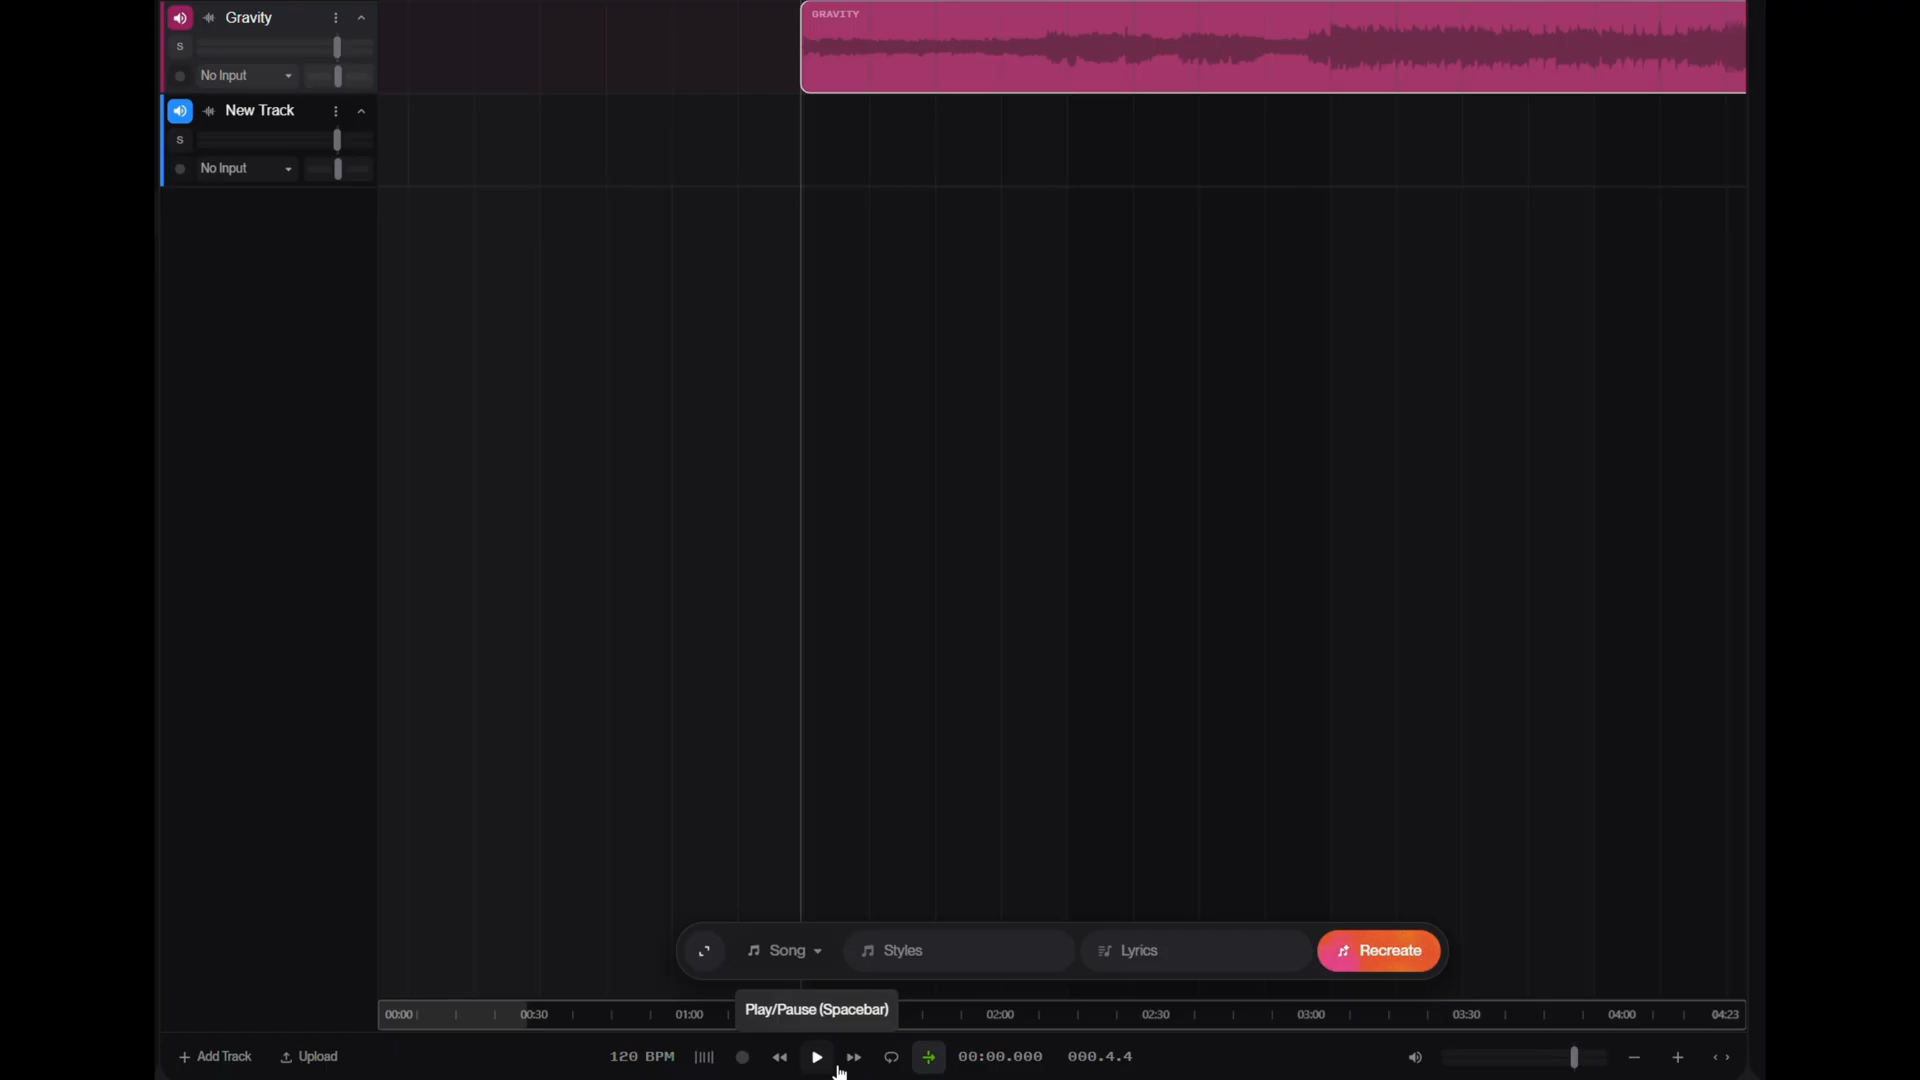 Gravity
GRAVITY
S
No Input
New Track
S
No Input
Song
Styles
Lyrics
Recreate
00:00
00:30
01:00
Play/Pause (Spacebar)
02:00
02:30
03:00
03:30
04:00
04:23
Add Track
Upload
120 BPM
00:00.000
000.4.4